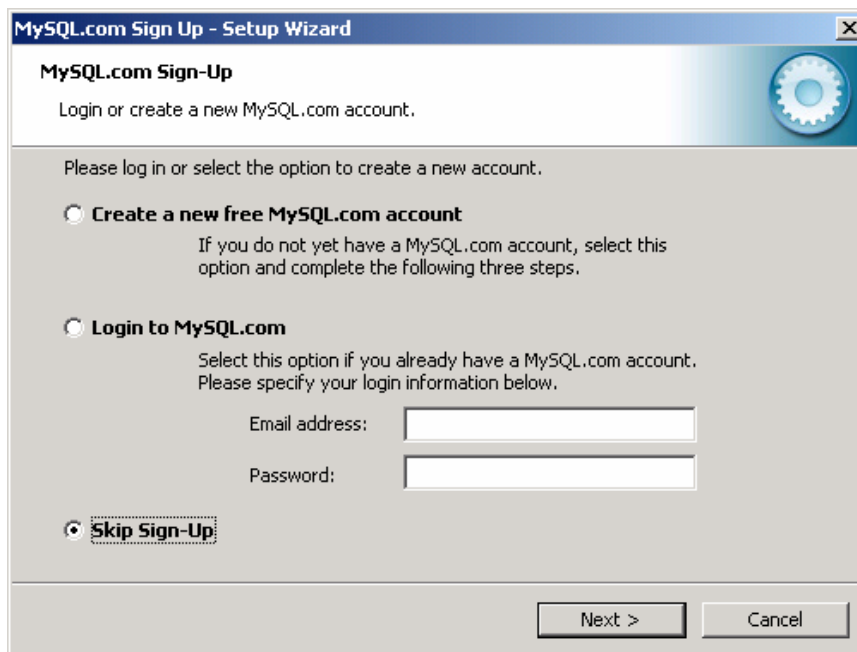 MySQL.com Sign Up - Setup Wizard
MySQL.com Sign-Up
Login or create a new MySQL.com account.
Please log in or select the option to create a new account.
Create a new free MySQL.com account
If you do not yet have a MySQL.com account, select this
option and complete the following three steps.
Login to MySQL.com
Select this option if you already have a MySQL.com account.
Please specify your login information below.
Email address:
Password:
Skip Sign-Up
Next > Cancel